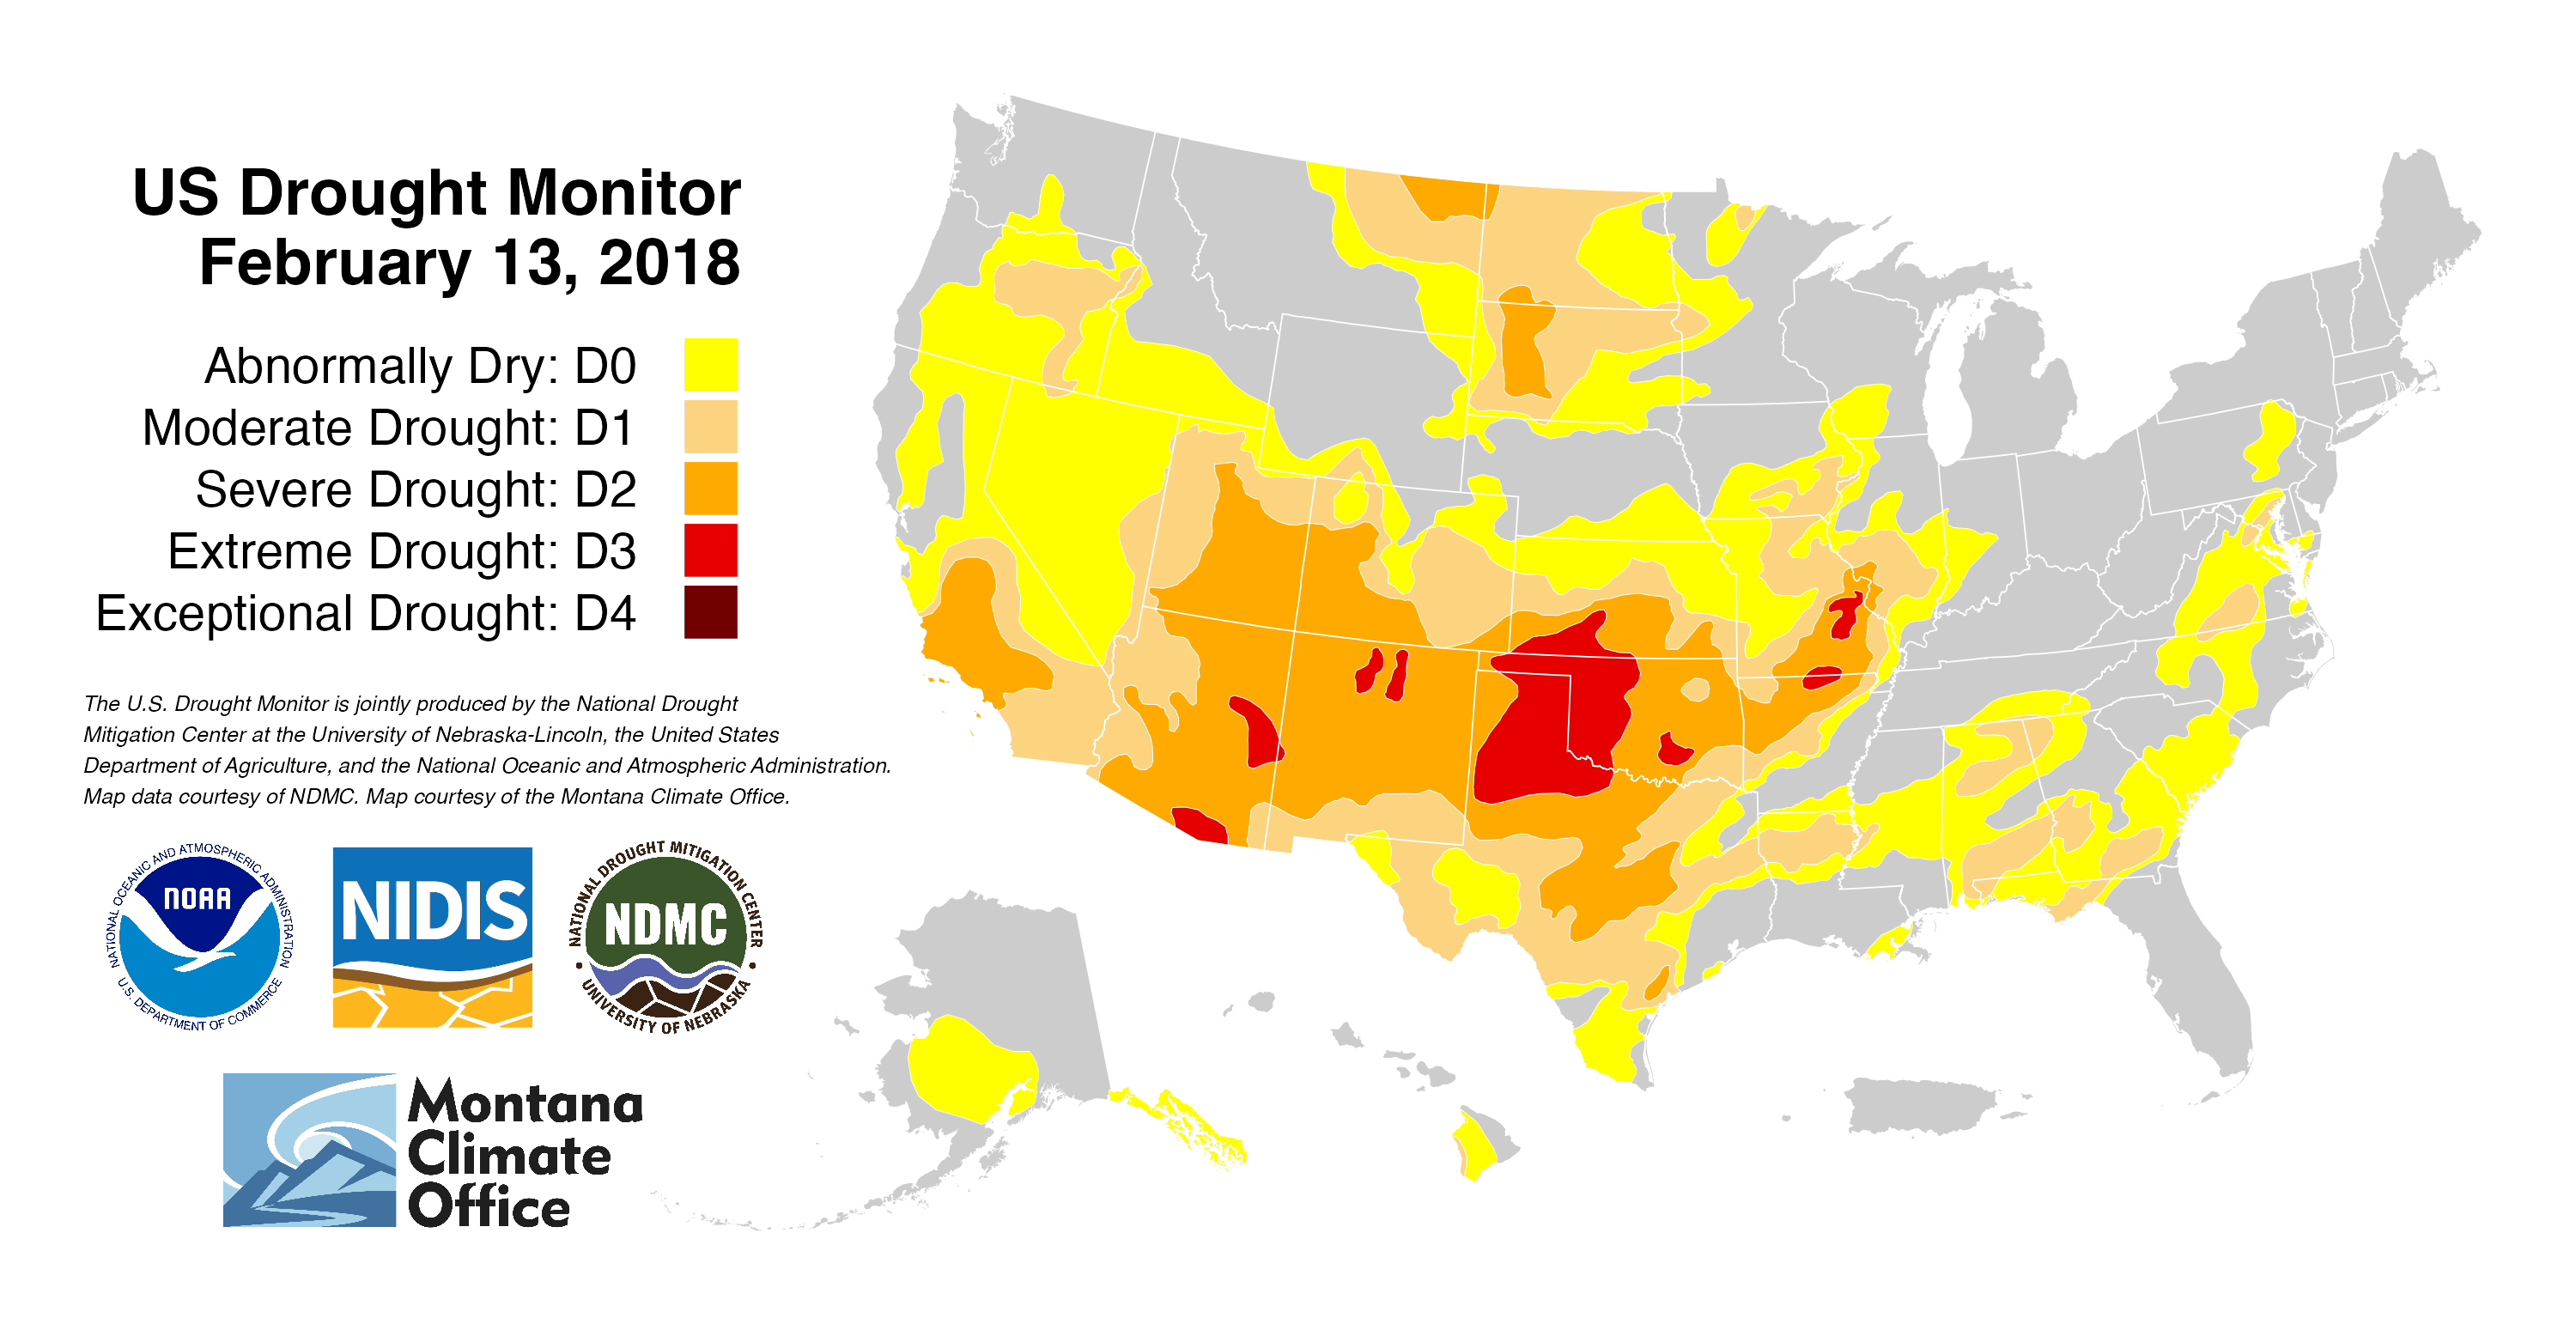 US Drought Monitor
February 13, 2018
Abnormally Dry: D0
Moderate Drought: D1
Severe Drought: D2
Extreme Drought: D3
Exceptional Drought: D4
The U.S. Drought Monitor is jointly produced by the National Drought
Mitigation Center at the University of Nebraska-Lincoln, the United States
Department of Agriculture, and the National Oceanic and Atmospheric Administration.
Map data courtesy of NDMC. Map courtesy of the Montana Climate Office.
NATIONAL OCEANIC AND ATMOSPHERIC ADMINISTRATION
NOAA
U.S. DEPARTMENT OF COMMERCE
NIDIS
NATIONAL DROUGHT MITIGATION CENTER
NDMC
UNIVERSITY OF NEBRASKA
Montana
Climate
Office